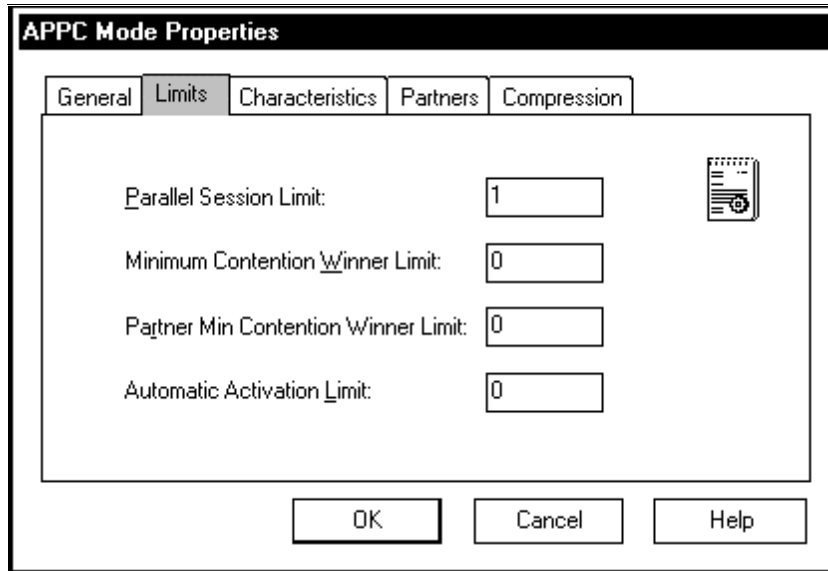 APPC Mode Properties
General Limits Characteristics Partners Compression
Parallel Session Limit: 1
Minimum Contention Winner Limit: 0
Partner Min Contention Winner Limit: 0
Automatic Activation Limit: 0
OK Cancel Help